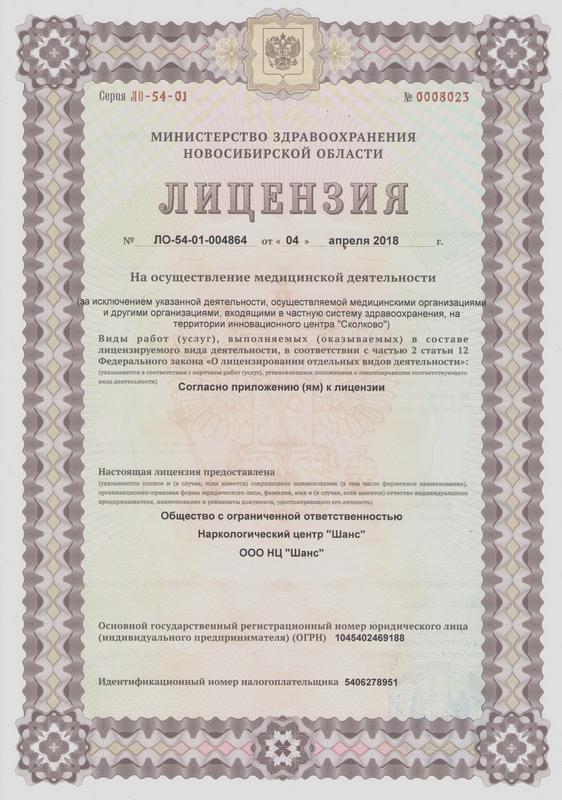 Серия ЛО-54-01 № 0008023
МИНИСТЕРСТВО ЗДРАВООХРАНЕНИЯ
НОВОСИБИРСКОЙ ОБЛАСТИ
ЛИЦЕНЗИЯ
№ ЛО-54-01-004864 от « 04 » апреля 2018 г.
На осуществление медицинской деятельности
(за исключением указанной деятельности, осуществляемой медицинскими организациями
и другими организациями, входящими в частную систему здравоохранения, на
территории инновационного центра "Сколково")
Виды работ (услуг), выполняемых (оказываемых) в составе
лицензируемого вида деятельности, в соответствии с частью 2 статьи 12
Федерального закона «О лицензировании отдельных видов деятельности»:
(указываются в соответствии с перечнем работ (услуг), установленным положением о лицензировании соответствующего
вида деятельности)
Согласно приложению (ям) к лицензии
Настоящая лицензия предоставлена
(указываются полное и (в случае, если имеется) сокращенное наименование (в том числе фирменное наименование),
организационно-правовая форма юридического лица, фамилия, имя и (в случае, если имеется) отчество индивидуального
предпринимателя, наименование и реквизиты документа, удостоверяющего его личность)
Общество с ограниченной ответственностью
Наркологический центр "Шанс"
ООО НЦ "Шанс"
Основной государственный регистрационный номер юридического лица
(индивидуального предпринимателя) (ОГРН) 1045402469188
Идентификационный номер налогоплательщика 5406278951